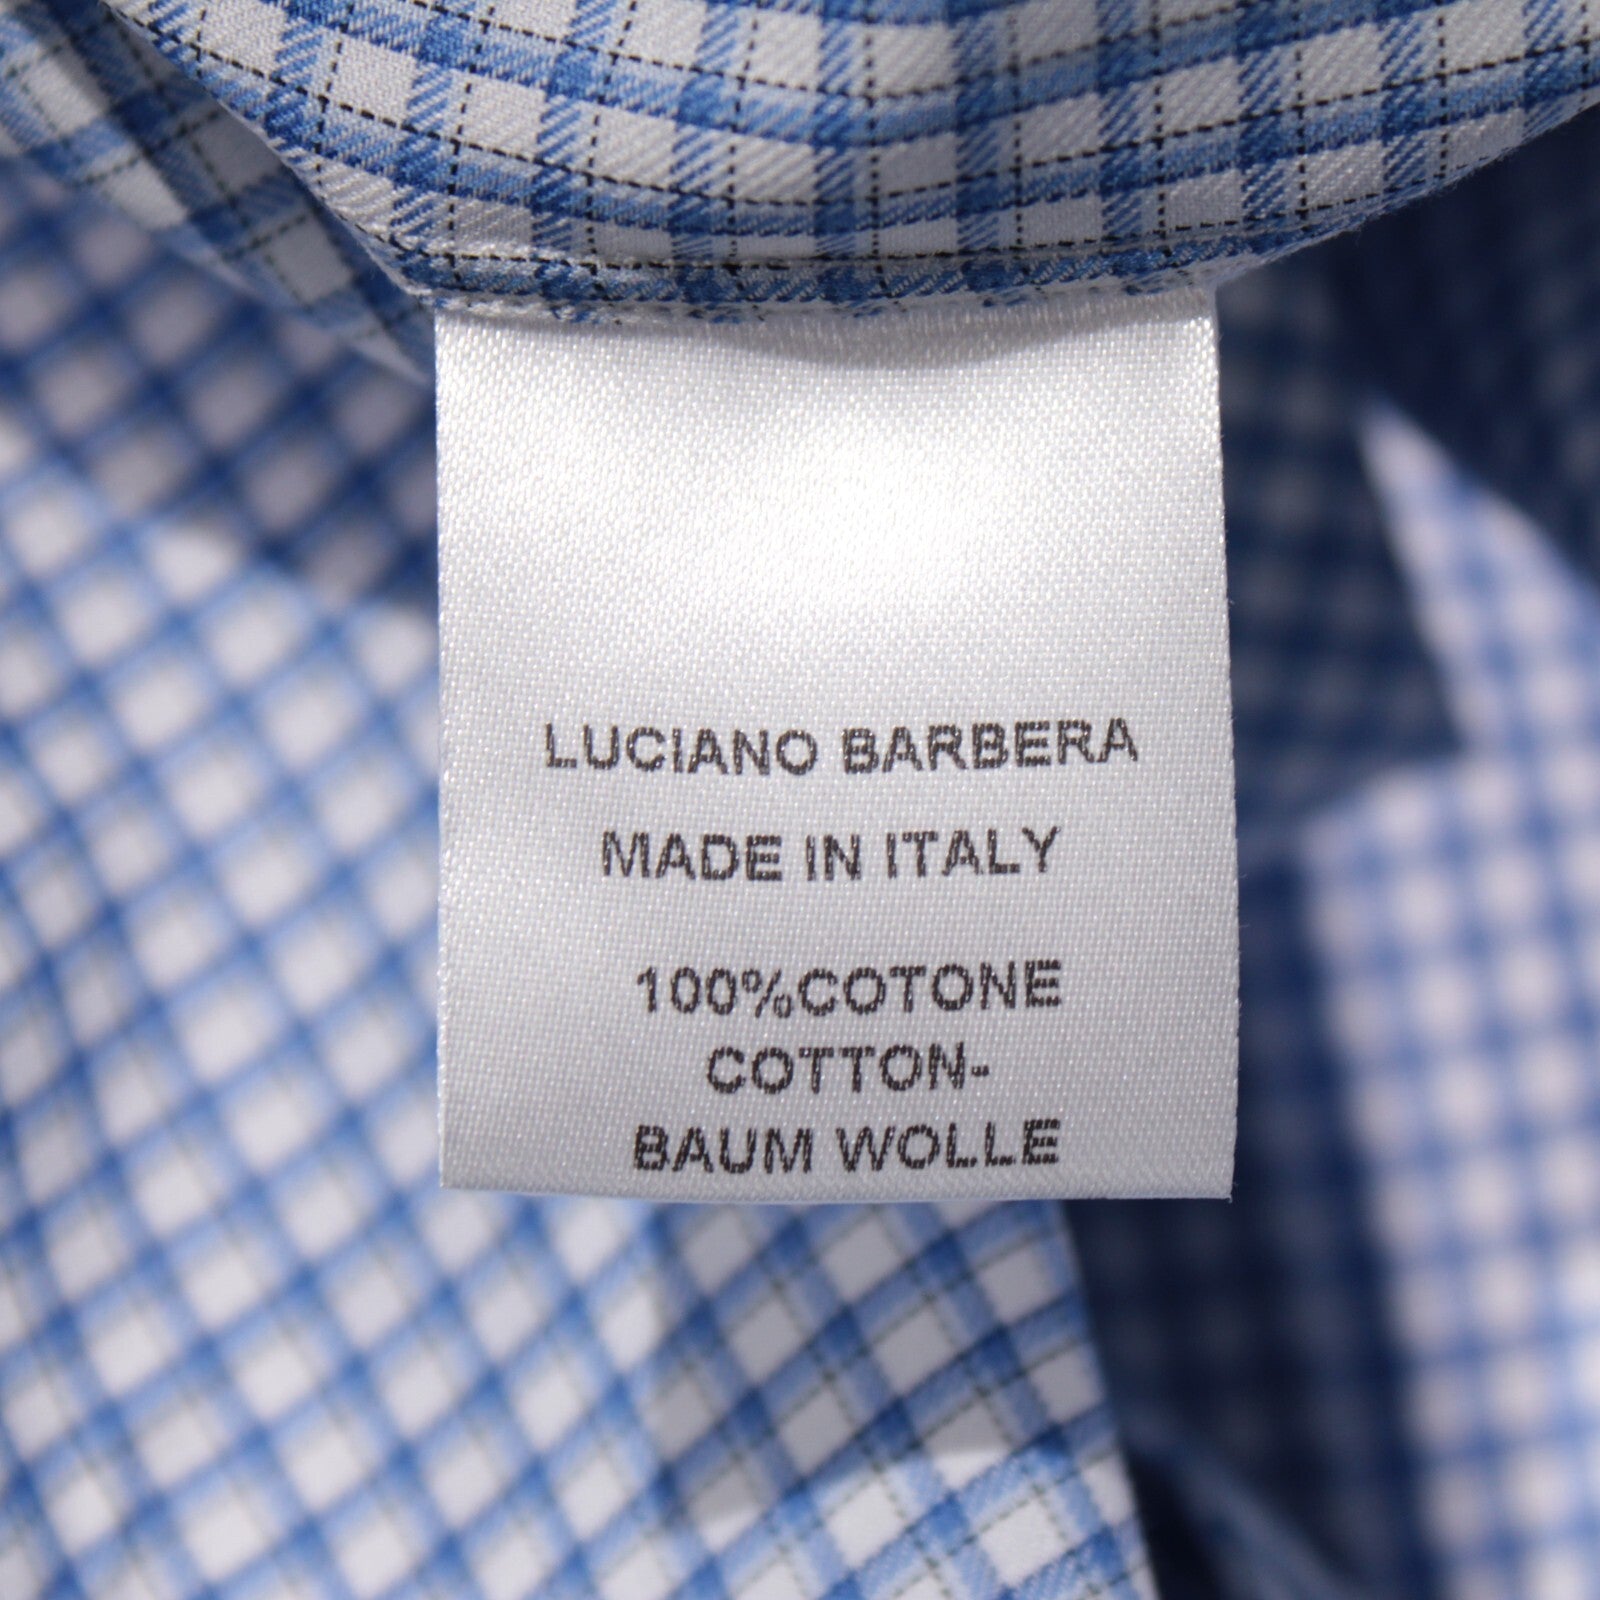 LUCIANO BARBERA
MADE IN ITALY
100%COTONE
COTTON-
BAUM WOLLE